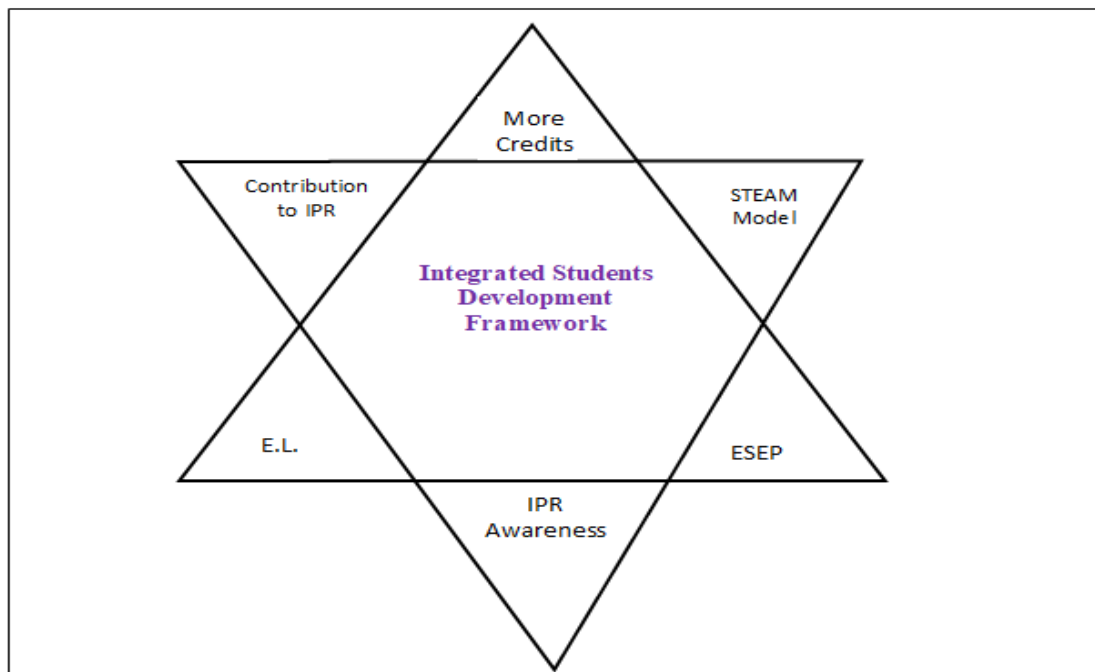 More
Credits
Contribution
to IPR
STEAM
Model
Integrated Students
Development
Framework
E.L.
ESEP
IPR
Awareness